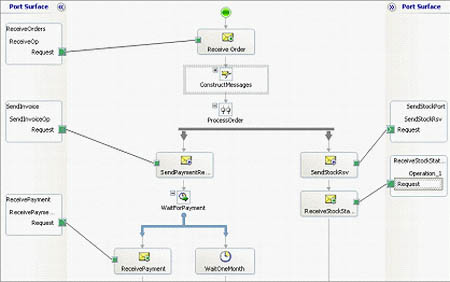 Port Surface
Port Surface
ReceiveOrders
ReceiveOp
Request
Receive Order
ConstructMessages
ProcessOrder
SendInvoice
SendInvoiceOp
Request
SendPaymentRe...
SendStockRsv
SendStockPort
SendStockRsv
Request
ReceiveStockStat...
Operation_1
Request
WaitForPayment
ReceiveStockSta...
ReceivePayment
ReceivePayme...
Request
ReceivePayment
WaitOneMonth